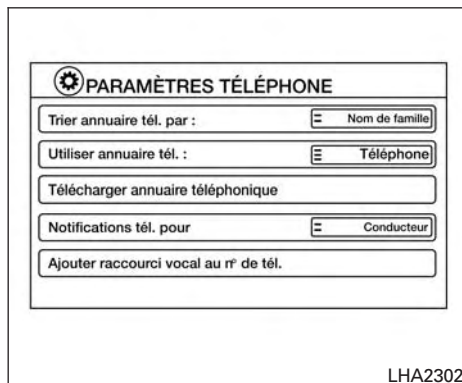 PARAMÈTRES TÉLÉPHONE
Trier annuaire tél. par : Nom de famille
Utiliser annuaire tél. : Téléphone
Télécharger annuaire téléphonique
Notifications tél. pour Conducteur
Ajouter raccourci vocal au nº de tél.
LHA2302